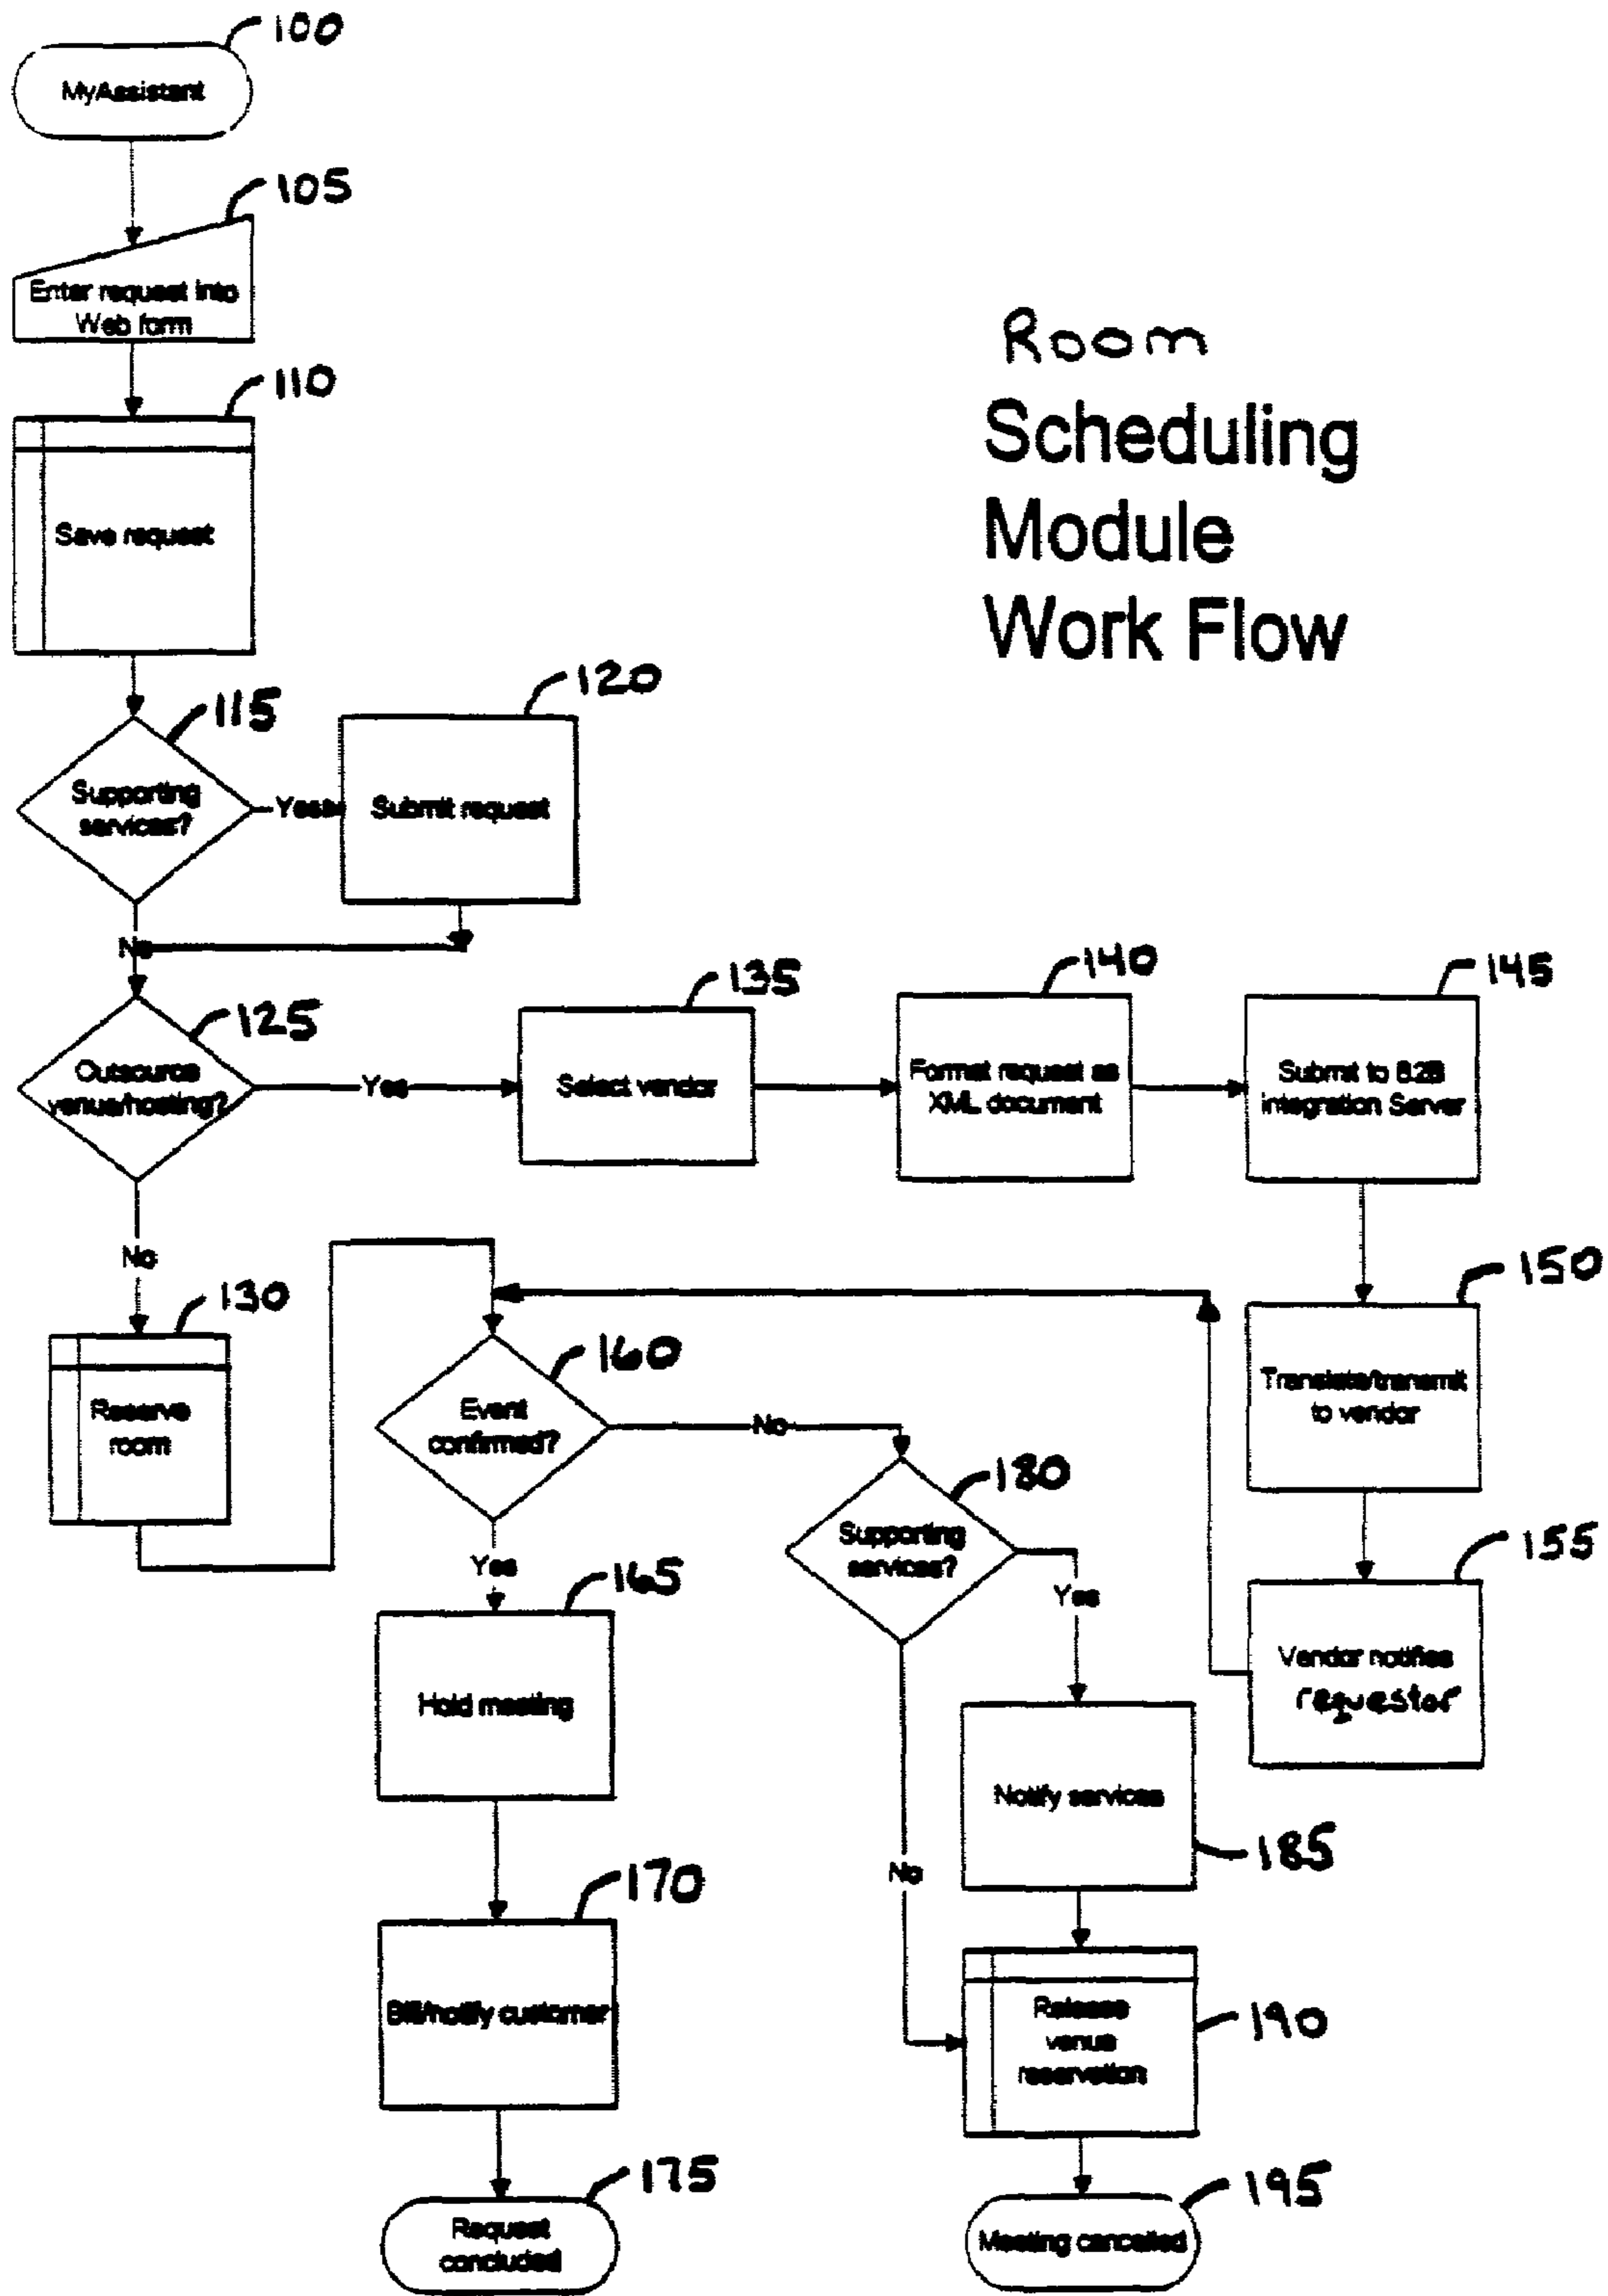 100
MyAssistant
105
Enter request into
Web form
Room
Scheduling
Module
Work Flow
110
Save request
115
Supporting
services?
Yes
120
Submit request
No
125
Outsource
venue/hosting?
Yes
135
Select vendor
140
Format request as
XML document
145
Submit to B2B
integration Server
No
130
Reserve
room
150
Translate/transmit
to vendor
155
Vendor notifies
requestor
160
Event
confirmed?
No
Yes
165
Hold meeting
180
Supporting
services?
Yes
No
185
Notify services
170
Bill/notify customer
190
Release
venue
reservation
175
Request
concluded
195
Meeting cancelled